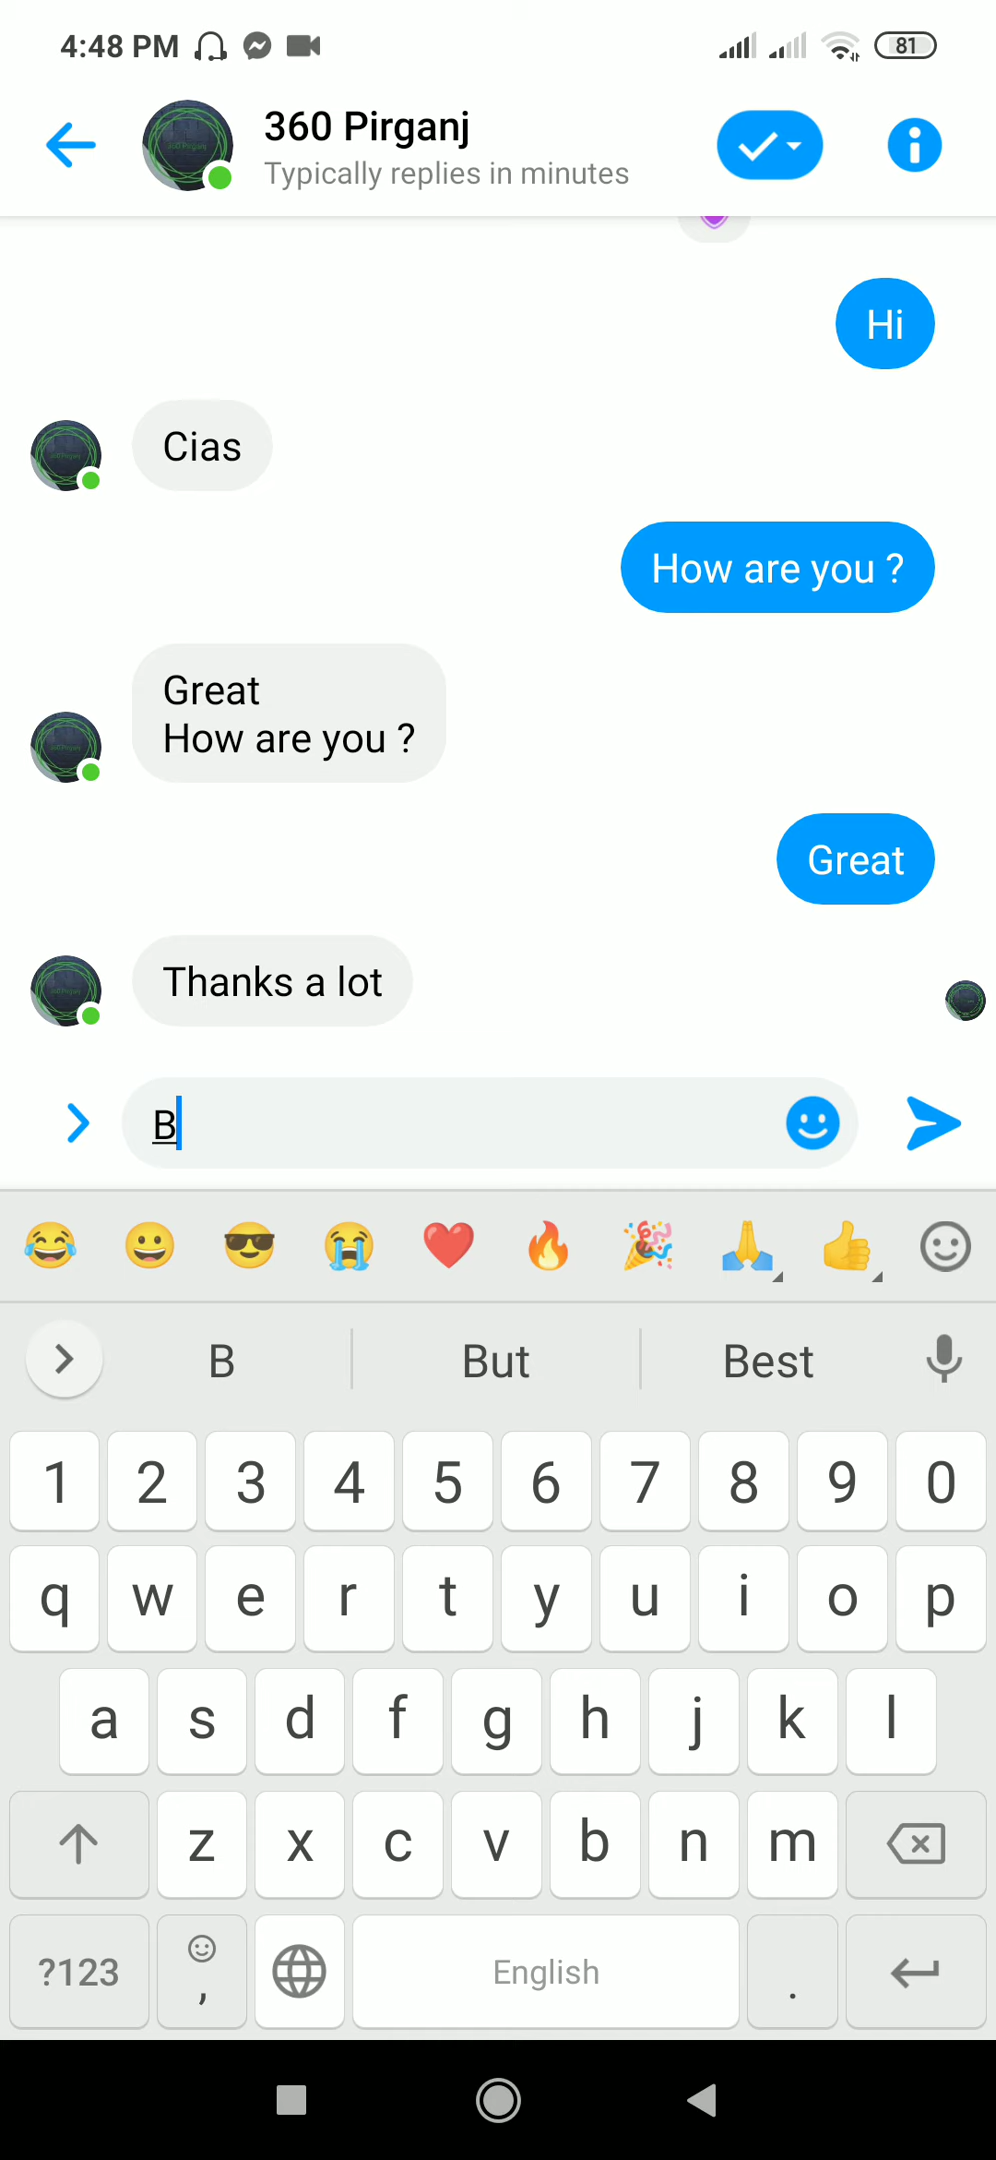 4:48 PM
81
360 Pirganj
Typically replies in minutes
Hi
Cias
How are you ?
Great
How are you ?
Great
Thanks a lot
B
B But Best
1 2 3 4 5 6 7 8 9 0
q w e r t y u i o p
a s d f g h j k l
z x c v b n m
?123 , English .